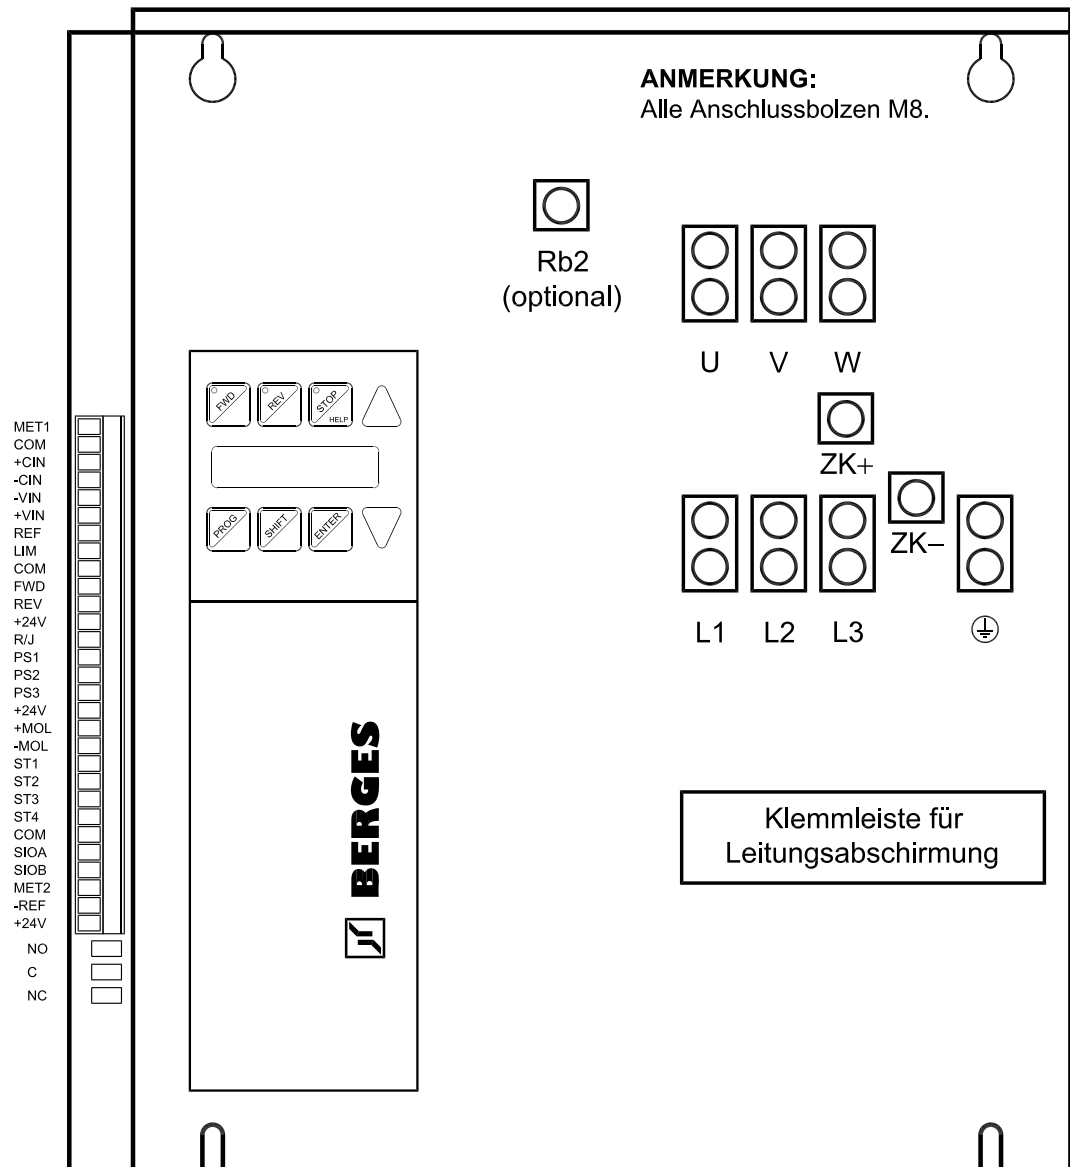 ANMERKUNG:
Alle Anschlussbolzen M8.
Rb2
(optional)
U V W
FWD REV STOP
HELP
ZK+
PROG SHIFT ENTER
ZK–
L1 L2 L3
MET1
COM
+CIN
-CIN
-VIN
+VIN
REF
LIM
COM
FWD
REV
+24V
R/J
PS1
PS2
PS3
+24V
+MOL
-MOL
ST1
ST2
ST3
ST4
COM
SIOA
SIOB
MET2
-REF
+24V
NO
C
NC
BERGES
Klemmleiste für
Leitungsabschirmung